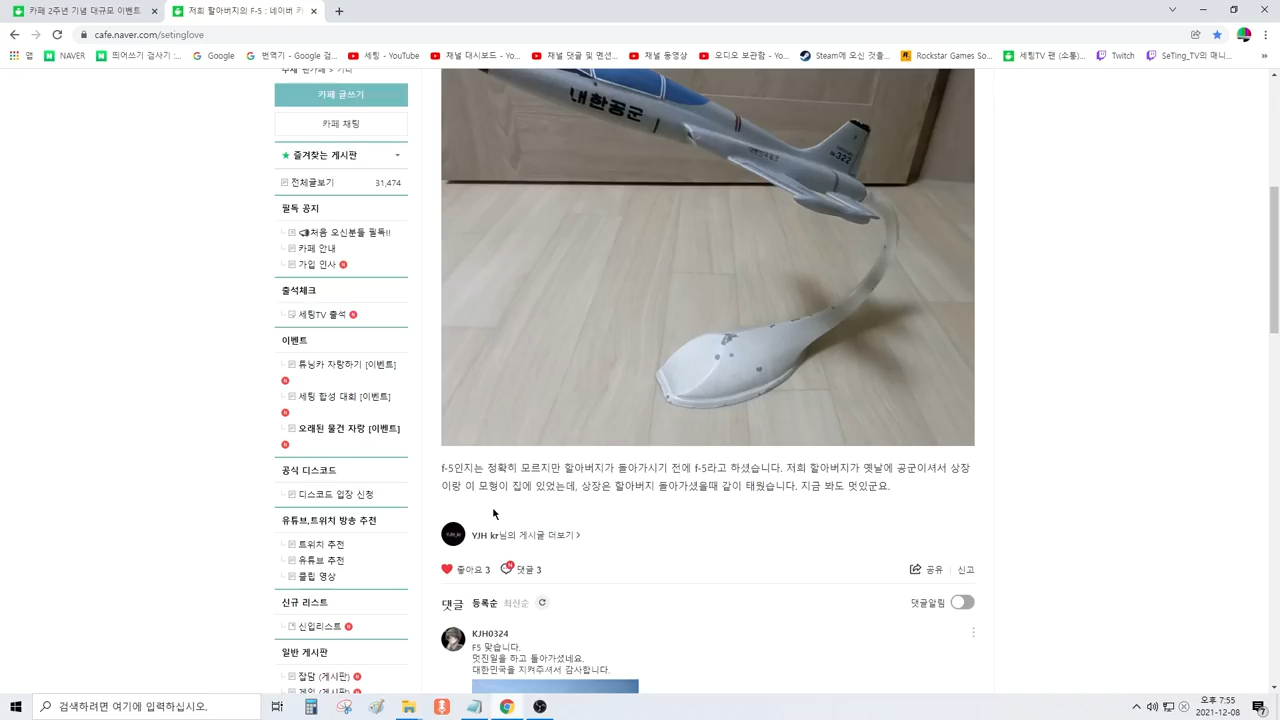 카페 2주년 기념 대규모 이벤트
저희 할아버지의 F-5 : 네이버 카
cafe.naver.com/setinglove
앱
NAVER
띄어쓰기 검사기 :...
Google
번역기 - Google 검...
세팅 - YouTube
채널 대시보드 - Yo...
채널 댓글 및 멘션...
채널 동영상
오디오 보관함 - Yo...
Steam에 오신 것을...
Rockstar Games So...
세팅TV 팬 (소통)...
Twitch
SeTing_TV의 매니...
카페 글쓰기
카페 채팅
즐겨찾는 게시판
전체글보기 31,474
필독 공지
처음 오신분들 필독!!
카페 안내
가입 인사
출석체크
세팅TV 출석
이벤트
튜닝카 자랑하기 [이벤트]
세팅 합성 대회 [이벤트]
오래된 물건 자랑 [이벤트]
공식 디스코드
디스코드 입장 신청
유튜브,트위치 방송 추천
트위치 추천
유튜브 추천
클립 영상
신규 리스트
신입리스트
일반 게시판
잡담 (게시판)
대한공군
322
f-5인지는 정확히 모르지만 할아버지가 돌아가시기 전에 f-5라고 하셨습니다. 저희 할아버지가 옛날에 공군이셔서 상장
이랑 이 모형이 집에 있었는데, 상장은 할아버지 돌아가셨을때 같이 태웠습니다. 지금 봐도 멋있군요.
YJH kr님의 게시글 더보기
좋아요 3 댓글 3
공유 신고
댓글 등록순 최신순
댓글알림
KJH0324
F5 맞습니다.
멋진일을 하고 돌아가셨네요.
대한민국을 지켜주셔서 감사합니다.
검색하려면 여기에 입력하십시오.
오후 7:55
2021-12-08